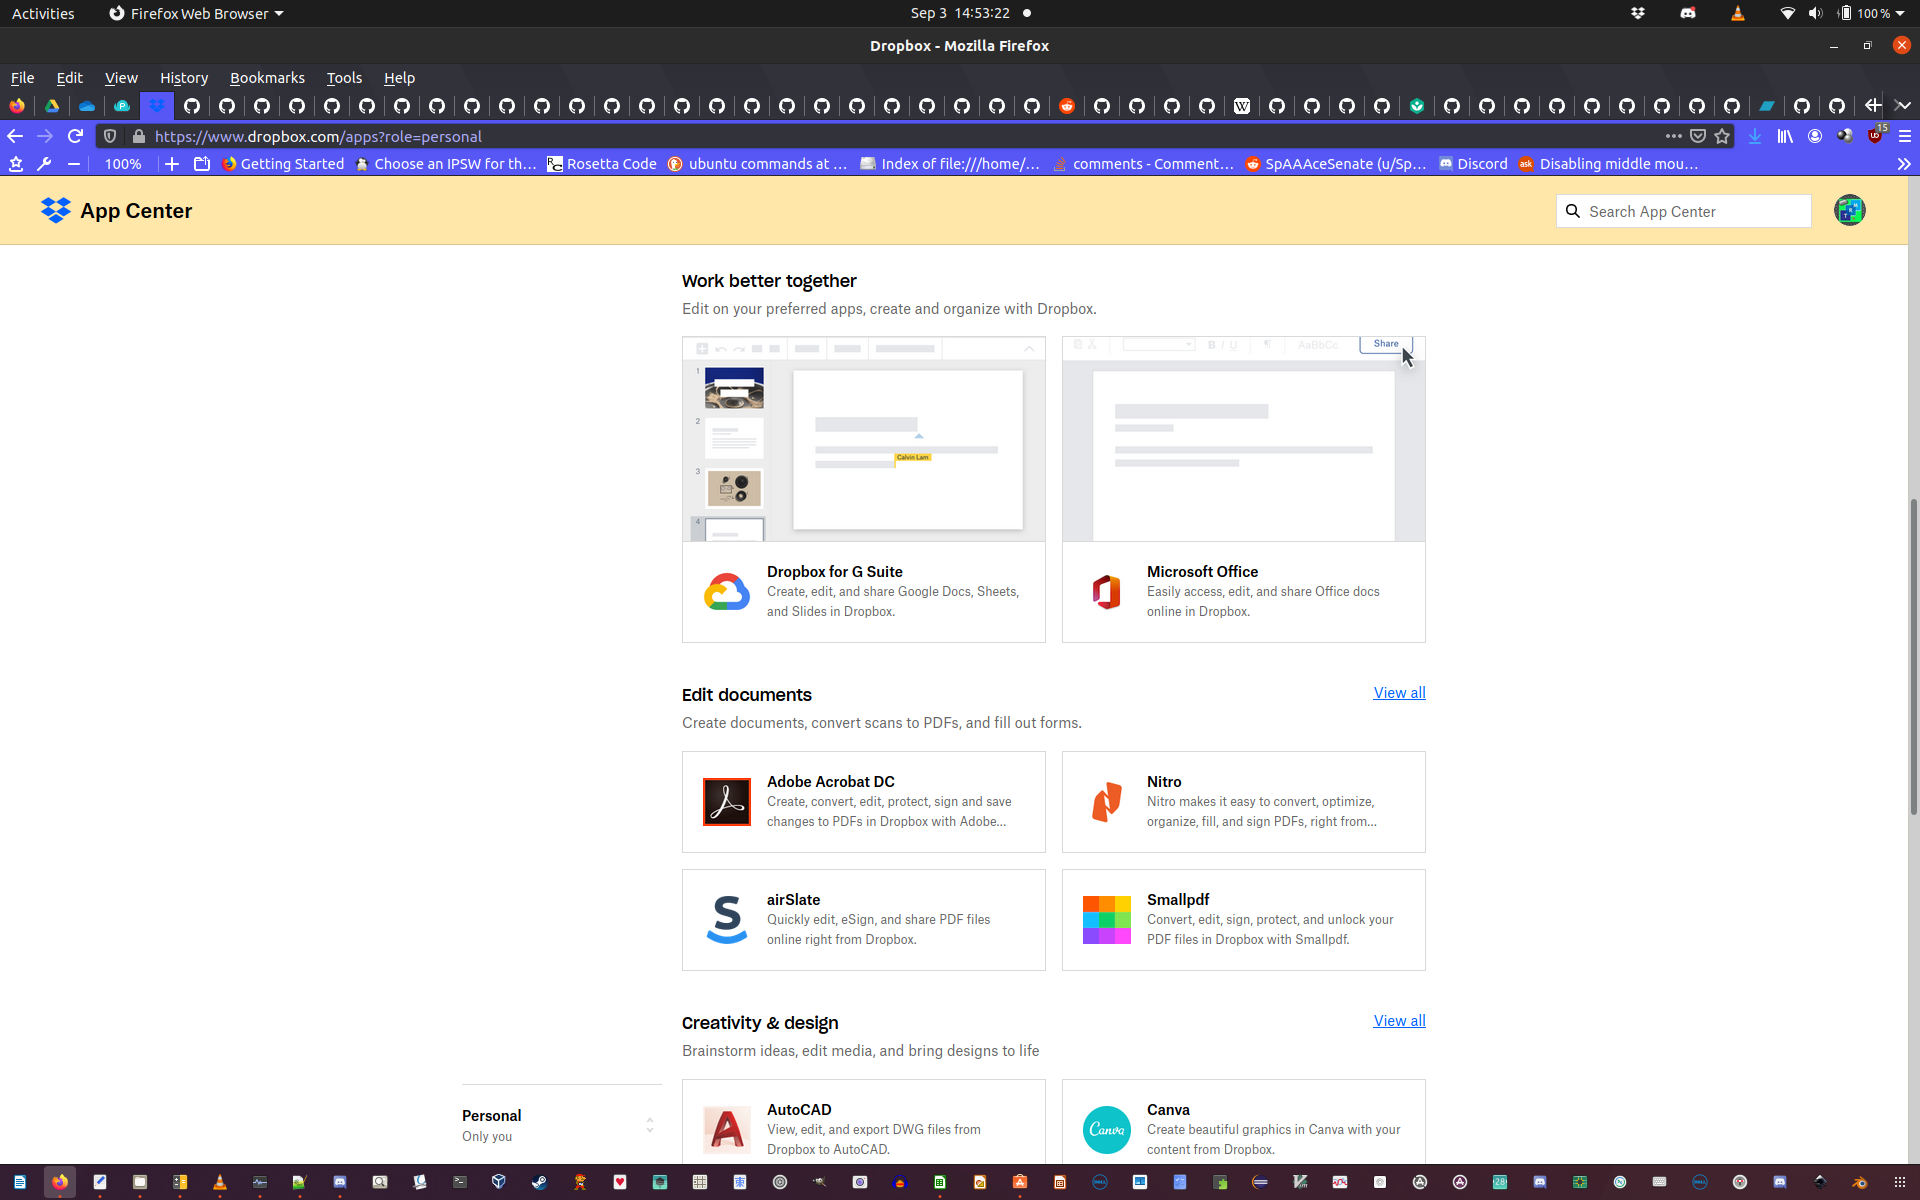 Activities
Firefox Web Browser
Sep 3 14:53:22
100 %
Dropbox - Mozilla Firefox
File Edit View History Bookmarks Tools Help
https://www.dropbox.com/apps?role=personal
15
100%
Getting Started
Choose an IPSW for th…
Rosetta Code
ubuntu commands at …
Index of file:///home/…
comments - Comment…
SpAAAceSenate (u/Sp…
Discord
Disabling middle mou…
App Center
Search App Center
Work better together
Edit on your preferred apps, create and organize with Dropbox.
1
2
3
4
Calvin Lam
B I U
AaBbCc
Share
Dropbox for G Suite
Create, edit, and share Google Docs, Sheets,
and Slides in Dropbox.
Microsoft Office
Easily access, edit, and share Office docs
online in Dropbox.
Edit documents
View all
Create documents, convert scans to PDFs, and fill out forms.
Adobe Acrobat DC
Create, convert, edit, protect, sign and save
changes to PDFs in Dropbox with Adobe...
Nitro
Nitro makes it easy to convert, optimize,
organize, fill, and sign PDFs, right from...
airSlate
Quickly edit, eSign, and share PDF files
online right from Dropbox.
Smallpdf
Convert, edit, sign, protect, and unlock your
PDF files in Dropbox with Smallpdf.
Creativity & design
View all
Brainstorm ideas, edit media, and bring designs to life
Personal
Only you
AutoCAD
View, edit, and export DWG files from
Dropbox to AutoCAD.
Canva
Canva
Create beautiful graphics in Canva with your
content from Dropbox.